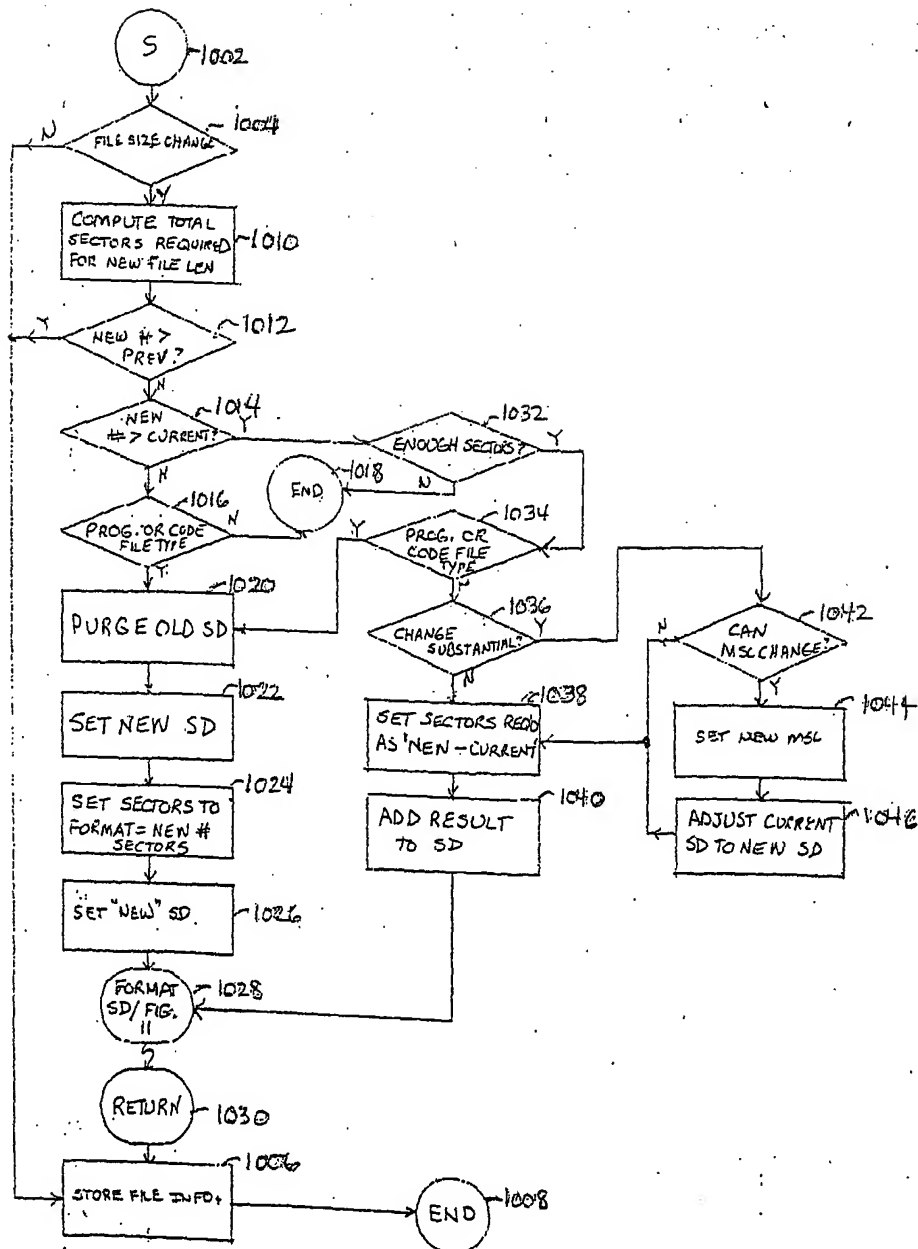 S
1002
FILE SIZE CHANGE
1004
N
Y
COMPUTE TOTAL
SECTORS REQUIRED
FOR NEW FILE LEN
1010
NEW # >
PREV.?
1012
Y
N
NEW
# > CURRENT?
1014
Y
N
ENOUGH SECTORS?
1032
Y
N
END
1018
PROG. OR CODE
FILE TYPE
1016
N
Y
PROG. OR
CODE FILE
TYPE
1034
Y
PURGE OLD SD
1020
CHANGE
SUBSTANTIAL?
1036
Y
N
CAN
MSL CHANGE?
1042
N
Y
SET NEW SD
1022
SET SECTORS REQD
AS "NEW - CURRENT
1038
SET NEW MSL
1044
SET SECTORS TO
FORMAT = NEW #
SECTORS
1024
ADD RESULT
TO SD
1040
ADJUST CURRENT
SD TO NEW SD
1046
SET "NEW" SD
1026
FORMAT
SD/FIG.
11
1028
RETURN
1030
STORE FILE INFO.
1006
END
1008